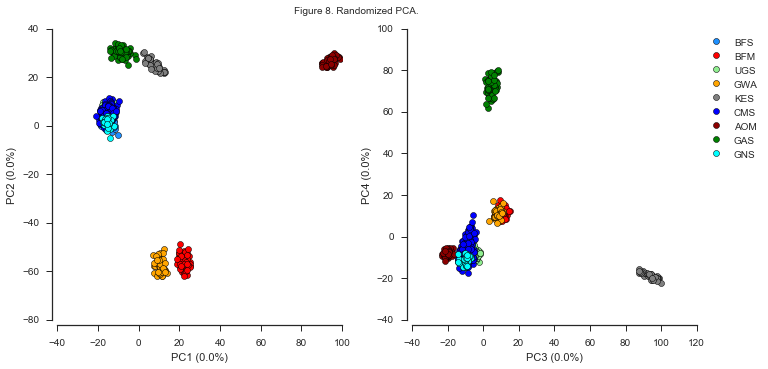 Figure 8. Randomized PCA.
40
20
0
−20
−40
−60
−80
PC2 (0.0%)
−40 −20 0 20 40 60 80 100
PC1 (0.0%)
100
80
60
40
20
0
−20
−40
PC4 (0.0%)
−40 −20 0 20 40 60 80 100 120
PC3 (0.0%)
BFS
BFM
UGS
GWA
KES
CMS
AOM
GAS
GNS